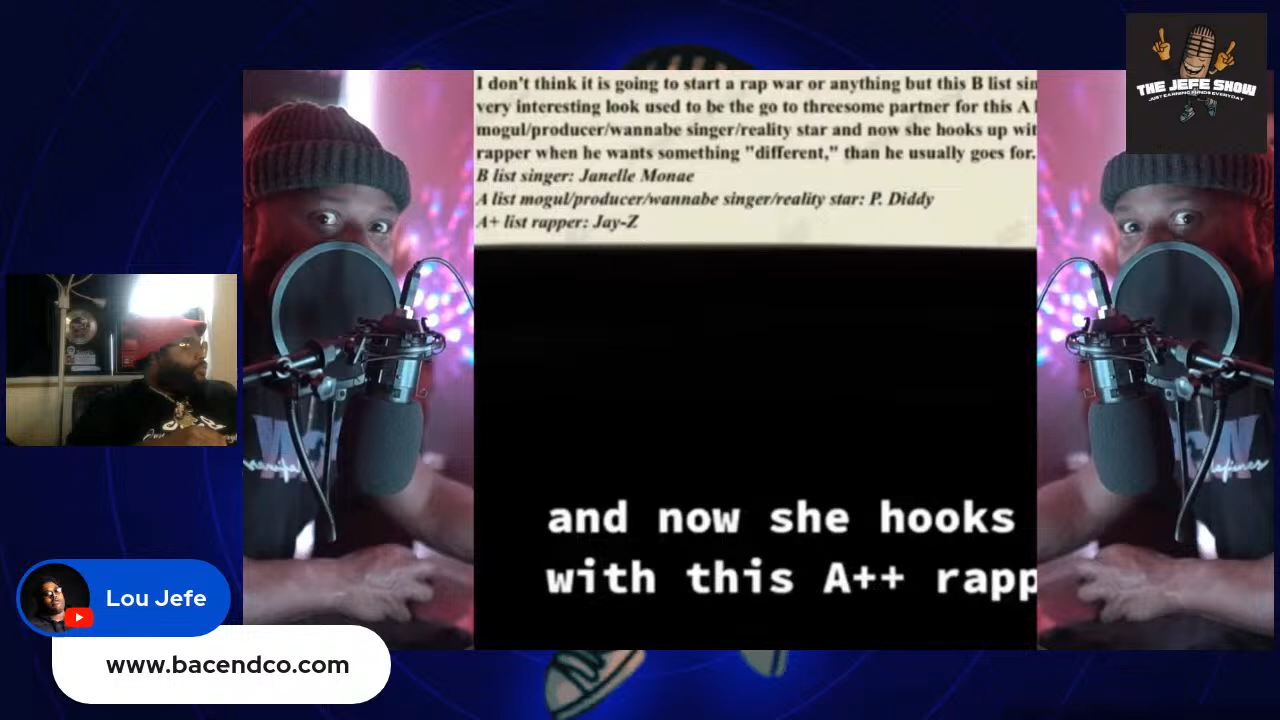 I don't think it is going to start a rap war or anything but this B list
very interesting look used to be the go to threesome partner for this A
mogul/producer/wannabe singer/reality star and now she hooks up
rapper when he wants something "different," than he usually goes for.
B list singer: Janelle Monae
A list mogul/producer/wannabe singer/reality star: P. Diddy
A+ list rapper: Jay-Z
and now she hooks
with this A++
THE JEFE SHOW
JUST EARNING FUNDS EVERYDAY
Lou Jefe
www.bacendco.com